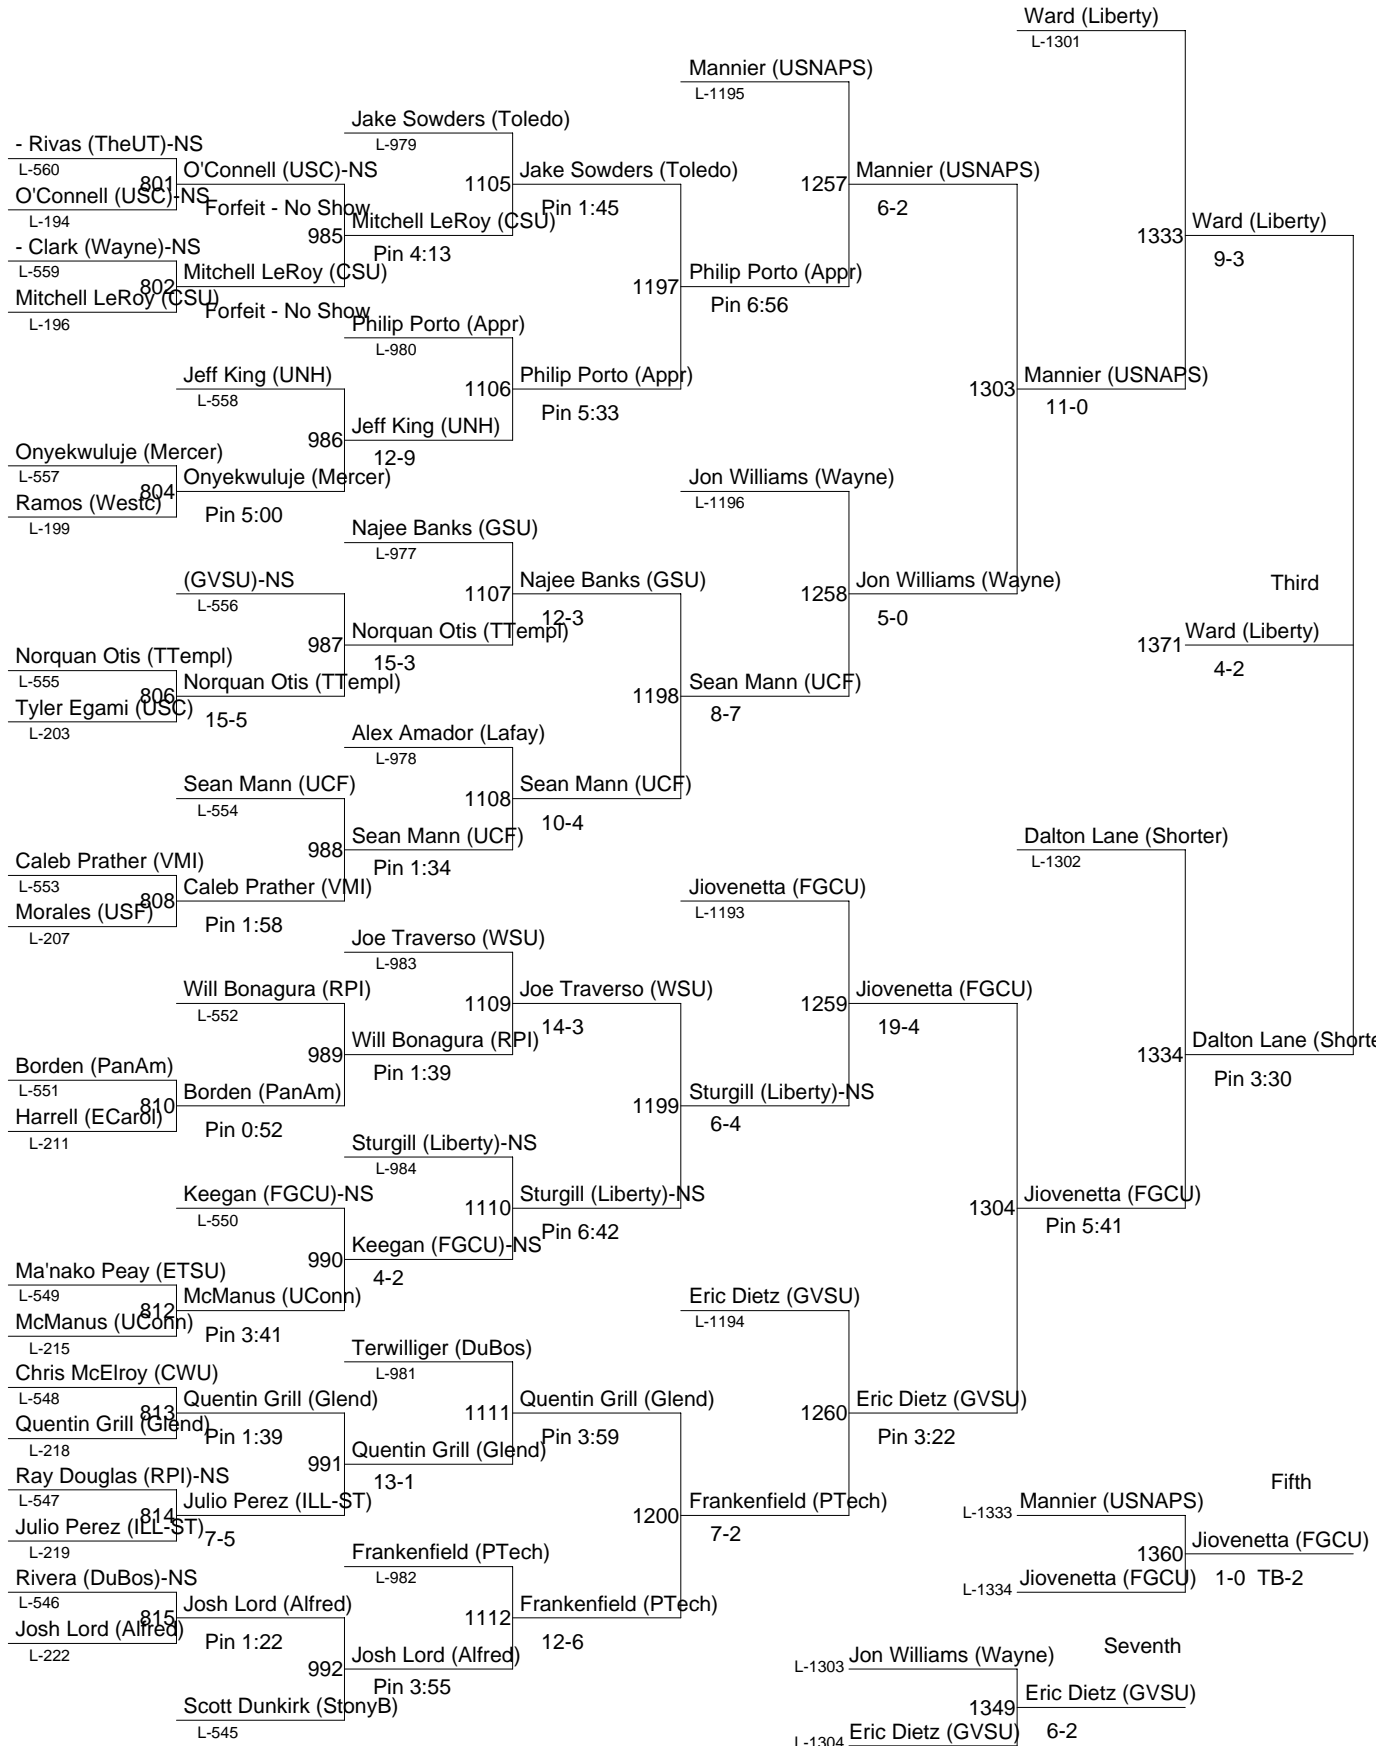 Ward (Liberty)
L-1301
Mannier (USNAPS)
L-1195
Jake Sowders (Toledo)
L-979
- Rivas (TheUT)-NS
L-560
801
O'Connell (USC)-NS
1105
Jake Sowders (Toledo)
1257
Mannier (USNAPS)
O'Connell (USC)-NS
Forfeit - No Show
Pin 1:45
6-2
L-194
985
Mitchell LeRoy (CSU)
1333
Ward (Liberty)
- Clark (Wayne)-NS
Pin 4:13
9-3
L-559
802
Mitchell LeRoy (CSU)
1197
Philip Porto (Appr)
Mitchell LeRoy (CSU)
Forfeit - No Show
Pin 6:56
L-196
Philip Porto (Appr)
L-980
Jeff King (UNH)
1106
Philip Porto (Appr)
1303
Mannier (USNAPS)
L-558
Pin 5:33
11-0
986
Jeff King (UNH)
Onyekwuluje (Mercer)
12-9
L-557
804
Onyekwuluje (Mercer)
Jon Williams (Wayne)
Ramos (Westc)
Pin 5:00
L-1196
L-199
Najee Banks (GSU)
L-977
(GVSU)-NS
1107
Najee Banks (GSU)
1258
Jon Williams (Wayne)
Third
L-556
12-3
5-0
987
Norquan Otis (TTempl)
1371
Ward (Liberty)
Norquan Otis (TTempl)
15-3
4-2
L-555
806
Norquan Otis (TTempl)
1198
Sean Mann (UCF)
Tyler Egami (USC)
15-5
8-7
L-203
Alex Amador (Lafay)
L-978
Sean Mann (UCF)
1108
Sean Mann (UCF)
L-554
10-4
988
Sean Mann (UCF)
Dalton Lane (Shorter)
Caleb Prather (VMI)
Pin 1:34
L-1302
L-553
808
Caleb Prather (VMI)
Jiovenetta (FGCU)
Morales (USF)
Pin 1:58
L-1193
L-207
Joe Traverso (WSU)
L-983
Will Bonagura (RPI)
1109
Joe Traverso (WSU)
1259
Jiovenetta (FGCU)
L-552
14-3
19-4
989
Will Bonagura (RPI)
1334
Dalton Lane (Shorte
Borden (PanAm)
Pin 1:39
Pin 3:30
L-551
810
Borden (PanAm)
1199
Sturgill (Liberty)-NS
Harrell (ECarol)
Pin 0:52
6-4
L-211
Sturgill (Liberty)-NS
L-984
Keegan (FGCU)-NS
1110
Sturgill (Liberty)-NS
1304
Jiovenetta (FGCU)
L-550
Pin 6:42
Pin 5:41
990
Keegan (FGCU)-NS
Ma'nako Peay (ETSU)
4-2
L-549
812
McManus (UConn)
Eric Dietz (GVSU)
McManus (UConn)
Pin 3:41
L-1194
L-215
Terwilliger (DuBos)
Chris McElroy (CWU)
L-981
L-548
813
Quentin Grill (Glend)
1111
Quentin Grill (Glend)
1260
Eric Dietz (GVSU)
Quentin Grill (Glend)
Pin 1:39
Pin 3:59
Pin 3:22
L-218
991
Quentin Grill (Glend)
Ray Douglas (RPI)-NS
13-1
Fifth
L-547
814
Julio Perez (ILL-ST)
1200
Frankenfield (PTech)
L-1333
Mannier (USNAPS)
Julio Perez (ILL-ST)
7-5
7-2
L-219
Frankenfield (PTech)
1360
Jiovenetta (FGCU)
L-982
Rivera (DuBos)-NS
L-1334
Jiovenetta (FGCU)
1-0 TB-2
L-546
815
Josh Lord (Alfred)
1112
Frankenfield (PTech)
Josh Lord (Alfred)
Pin 1:22
12-6
L-222
992
Josh Lord (Alfred)
L-1303
Jon Williams (Wayne)
Seventh
Pin 3:55
Scott Dunkirk (StonyB)
1349
Eric Dietz (GVSU)
L-545
L-1304
Eric Dietz (GVSU)
6-2